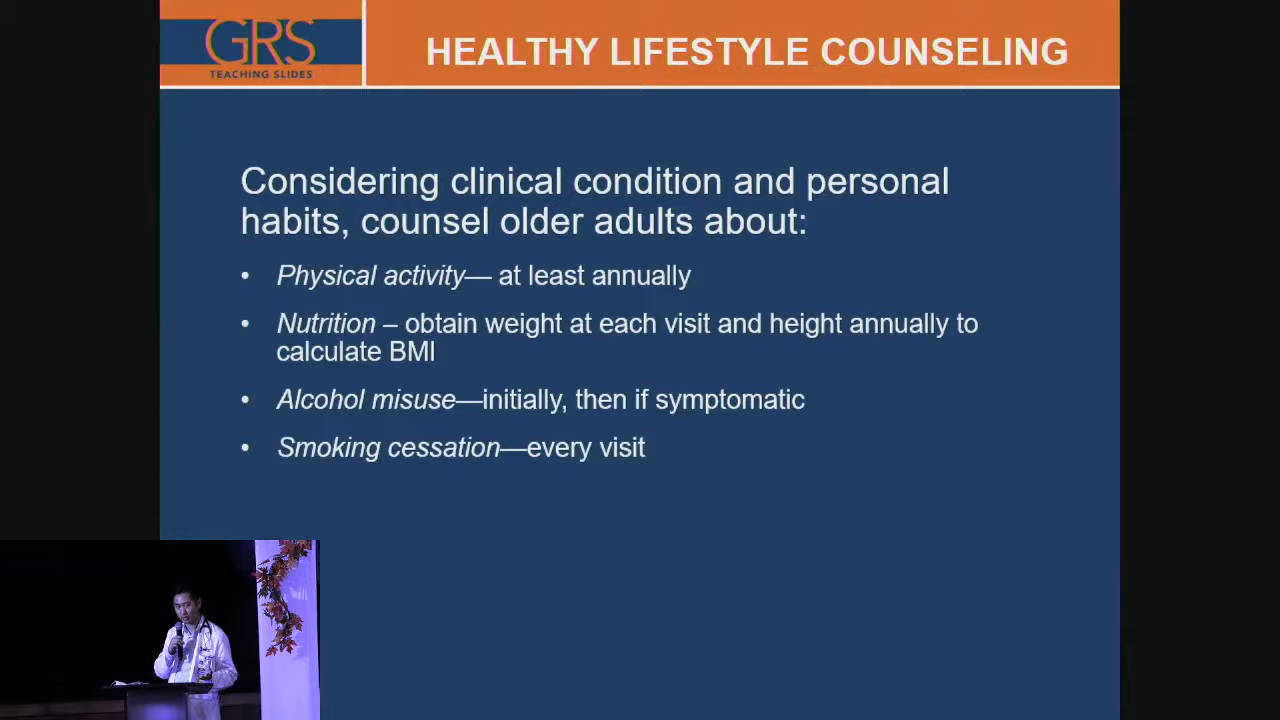 GRS
TEACHING SLIDES
HEALTHY LIFESTYLE COUNSELING
Considering clinical condition and personal
habits, counsel older adults about:
• Physical activity— at least annually
• Nutrition – obtain weight at each visit and height annually to
calculate BMI
• Alcohol misuse—initially, then if symptomatic
• Smoking cessation—every visit